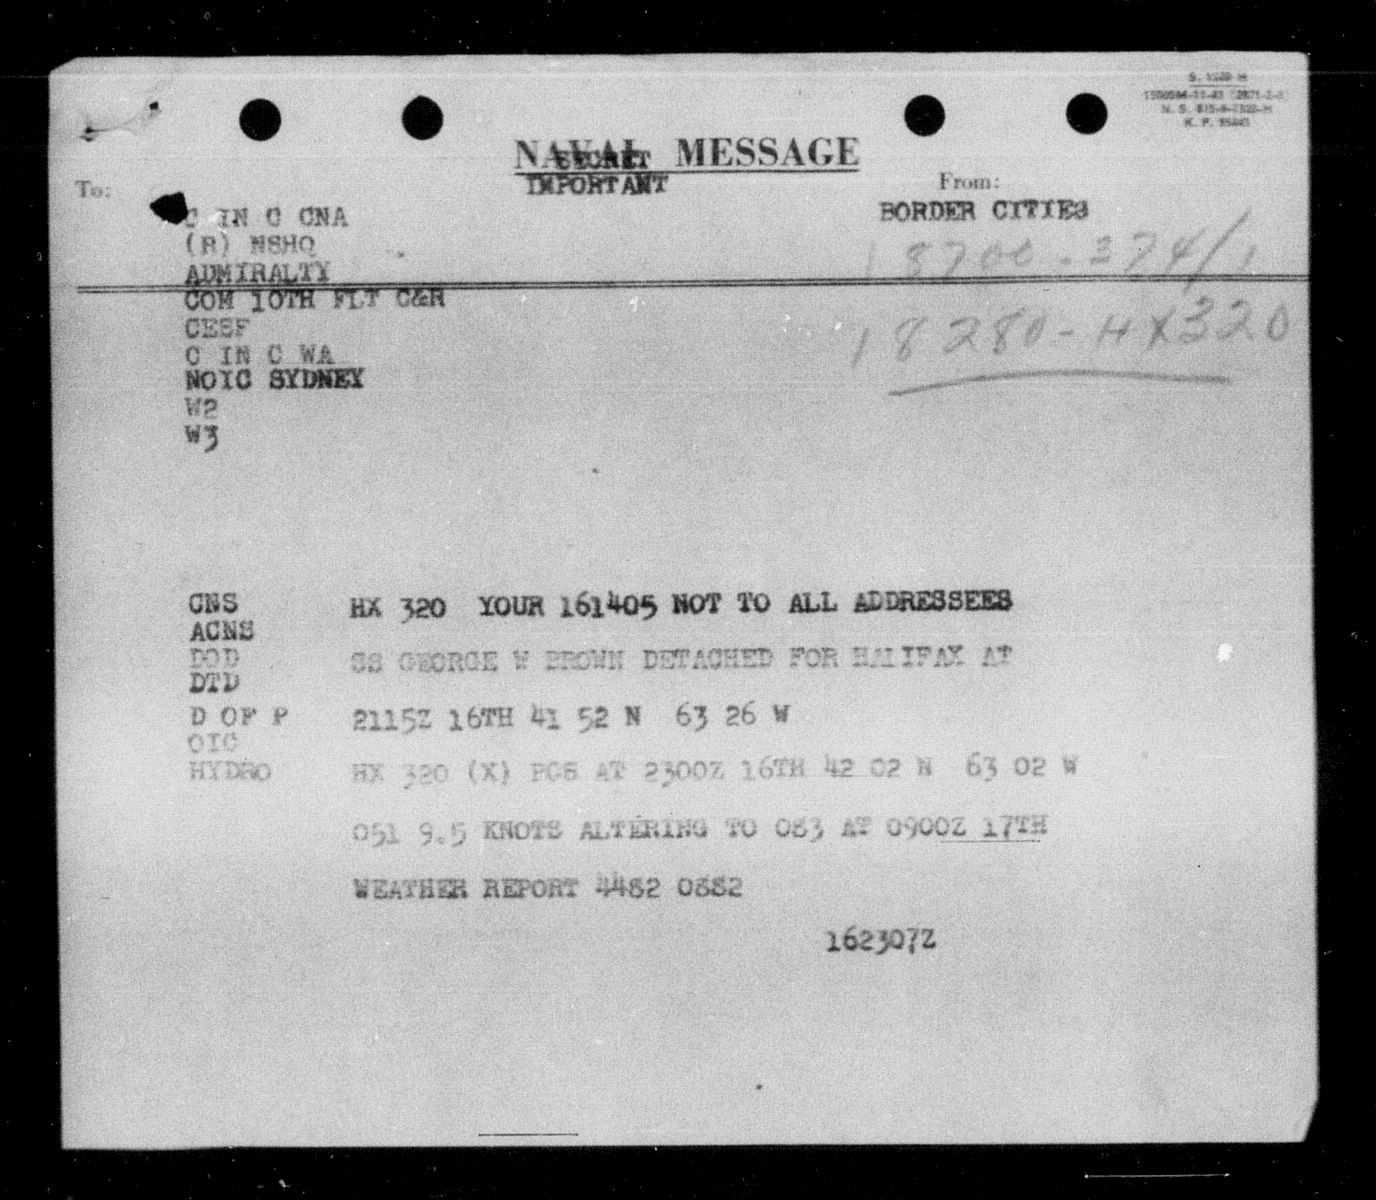 S. 1320 H
NAVAL MESSAGE
SECRET
IMPORTANT
To:
From:
BORDER CITIES
C IN C CNA
(R) NSHQ
ADMIRALTY
COM 10TH FLT C&R
CESF
C IN C WA
NOIC SYDNEY
W2
W3
18700-274/1
18280-HX320
CNS HX 320 YOUR 161405 NOT TO ALL ADDRESSEES
ACNS
DOD SS GEORGE W BROWN DETACHED FOR HALIFAX AT
DTD
D OF P 2115Z 16TH 41 52 N 63 26 W
OIC
HYDRO HX 320 (X) POS AT 2300Z 16TH 42 02 N 63 02 W
051 9.5 KNOTS ALTERING TO 083 AT 0900Z 17TH
WEATHER REPORT 4482 0882
162307Z